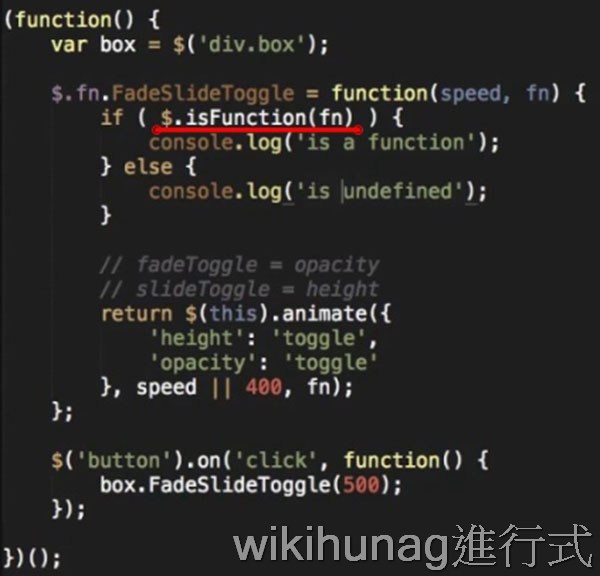 (function() {
    var box = $('div.box');

    $.fn.FadeSlideToggle = function(speed, fn) {
        if ( $.isFunction(fn) ) {
            console.log('is a function');
        } else {
            console.log('is undefined');
        }

        // fadeToggle = opacity
        // slideToggle = height
        return $(this).animate({
            'height': 'toggle',
            'opacity': 'toggle'
        }, speed || 400, fn);
    };

    $('button').on('click', function() {
        box.FadeSlideToggle(500);
    });

})();
wikihunag進行式